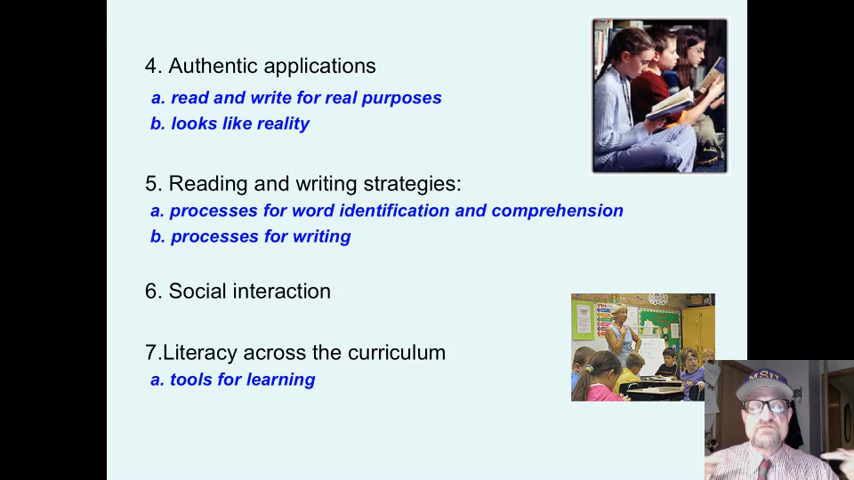 4. Authentic applications
a. read and write for real purposes
b. looks like reality
5. Reading and writing strategies:
a. processes for word identification and comprehension
b. processes for writing
6. Social interaction
7.Literacy across the curriculum
a. tools for learning
MSU